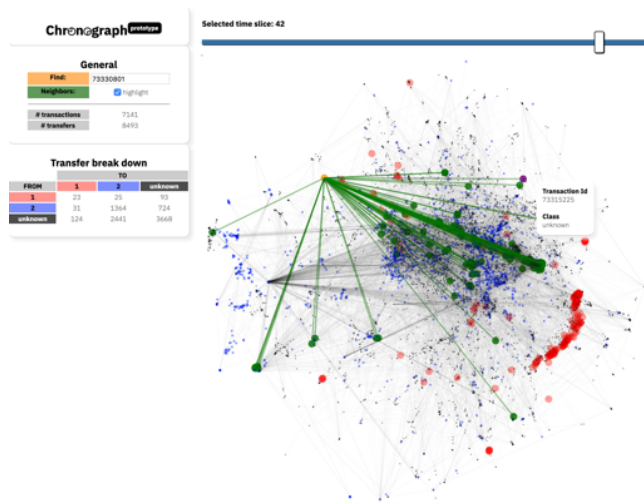 Chronograph prototype
Selected time slice: 42
General
Find: 73330801
Neighbors: highlight
# transactions 7141
# transfers 8493
Transfer break down
TO
FROM 1 2 unknown
1 23 25 93
2 31 1364 724
unknown 124 2441 3668
Transaction Id
73315225
Class
unknown